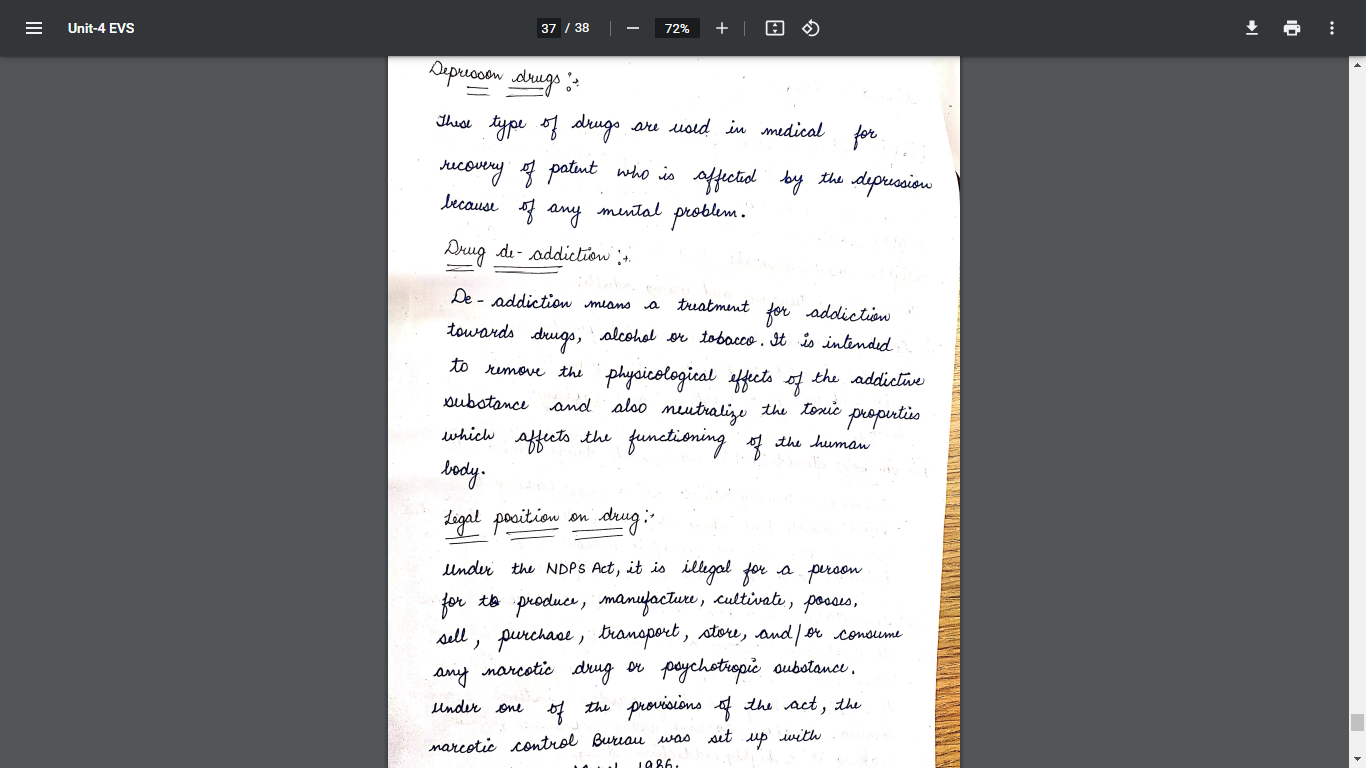 Unit-4 EVS
37 / 38
72%
Depresson drugs :-
These type of drugs are used in medical for
recovery of patent who is affected by the depression
because of any mental problem.
Drug de-addiction :-
De-addiction means a treatment for addiction
towards drugs, alcohol or tobacco. It is intended
to remove the physicological effects of the addictive
substance and also neutralize the toxic properties
which affects the functioning of the human
body.
Legal position on drug :-
Under the NDPS Act, it is illegal for a person
for to produce, manufacture, cultivate, posses,
sell, purchase, transport, store, and/or consume
any narcotic drug or psychotropic substance.
Under one of the provisions of the act, the
narcotic control Bureau was set up with
1986.